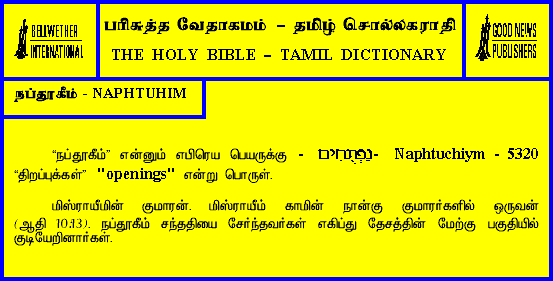 BELLWETHER
INTERNATIONAL
பரிசுத்த வேதாகமம் – தமிழ் சொல்லகராதி
THE HOLY BIBLE – TAMIL DICTIONARY
GOOD NEWS
PUBLISHERS
நப்தூகீம் - NAPHTUHIM
“நப்தூகீம்” என்னும் எபிரெய பெயருக்கு - - Naphtuchiym - 5320
“திறப்புக்கள்” "openings" என்று பொருள்.
மிஸ்ராயீமின் குமாரன். மிஸ்ராயீம் காமின் நான்கு குமாரர்களில் ஒருவன்
(ஆதி 10:13). நப்தூகீம் சந்ததியை சேர்ந்தவர்கள் எகிப்து தேசத்தின் மேற்கு பகுதியில்
குடியேறினார்கள்.